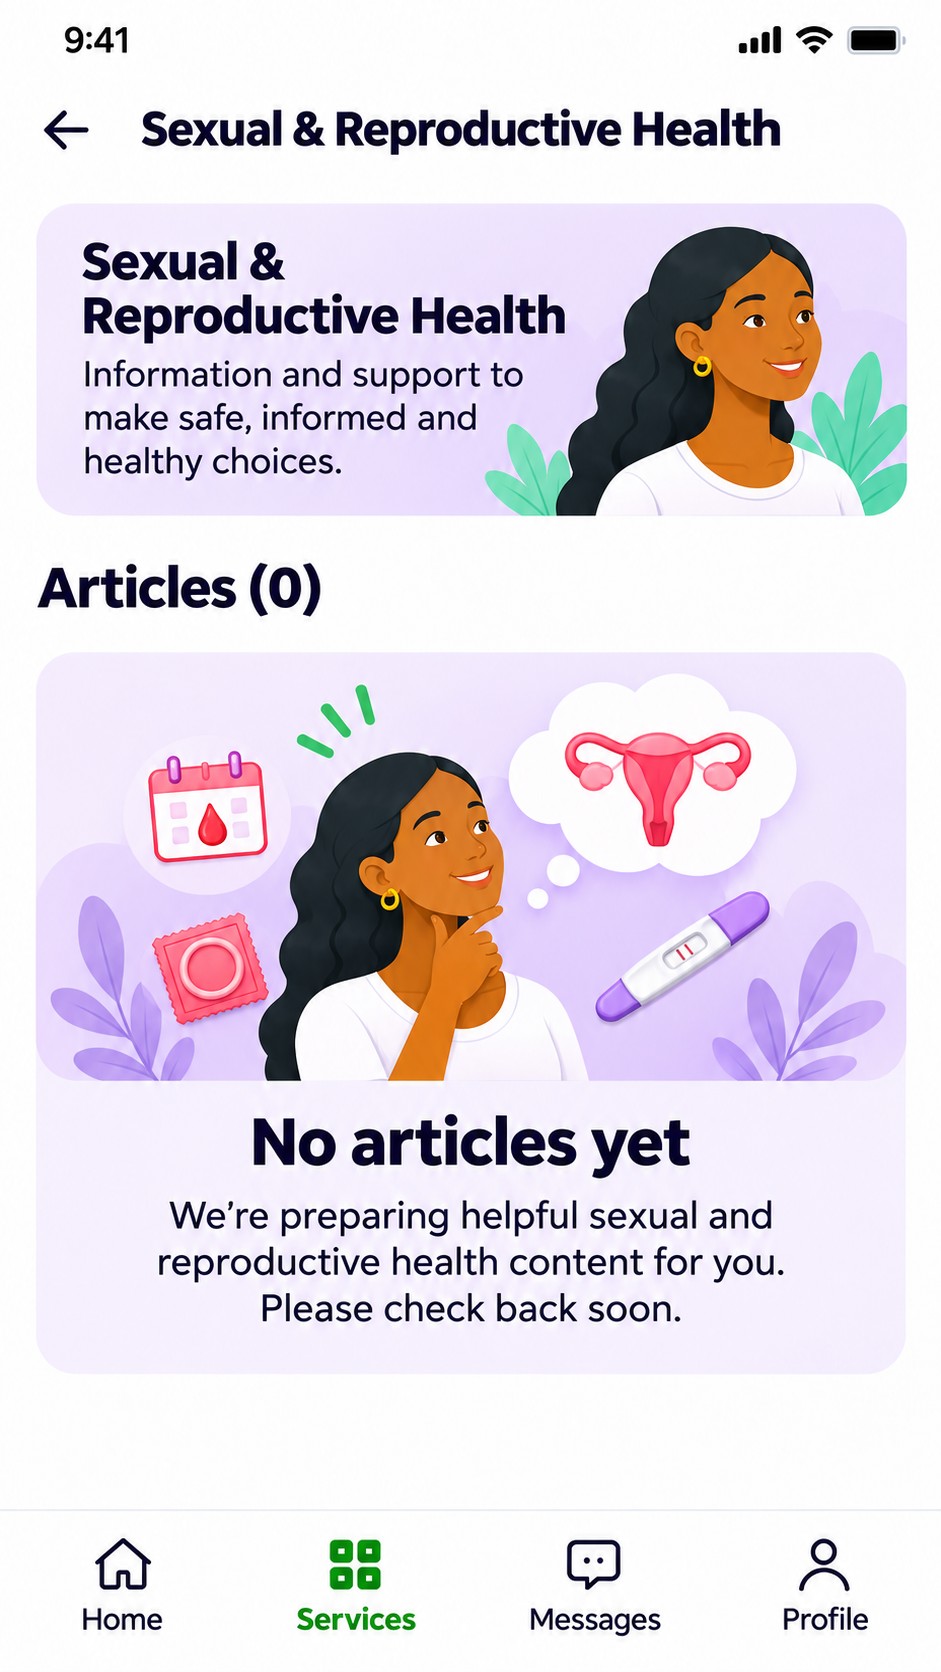 9:41
Sexual & Reproductive Health
Sexual &
Reproductive Health
Information and support to
make safe, informed and
healthy choices.
Articles (0)
No articles yet
We’re preparing helpful sexual and
reproductive health content for you.
Please check back soon.
Home
Services
Messages
Profile